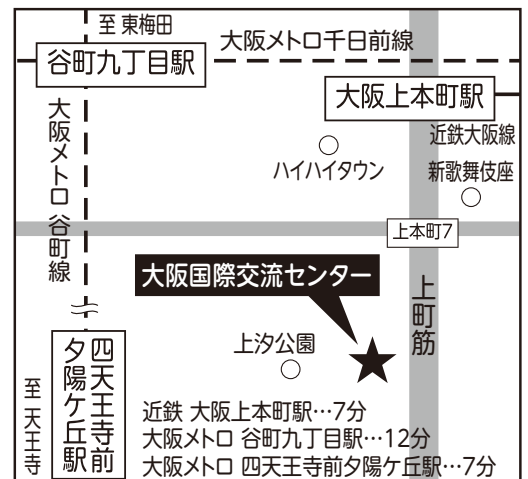 至 東梅田
大阪メトロ千日前線
谷町九丁目駅
大阪上本町駅
大阪メトロ 谷町線
近鉄大阪線
ハイハイタウン
新歌舞伎座
上本町7
大阪国際交流センター
上町筋
上汐公園
四天王寺前
夕陽ケ丘駅
至 天王寺
近鉄 大阪上本町駅…7分
大阪メトロ 谷町九丁目駅…12分
大阪メトロ 四天王寺前夕陽ケ丘駅…7分